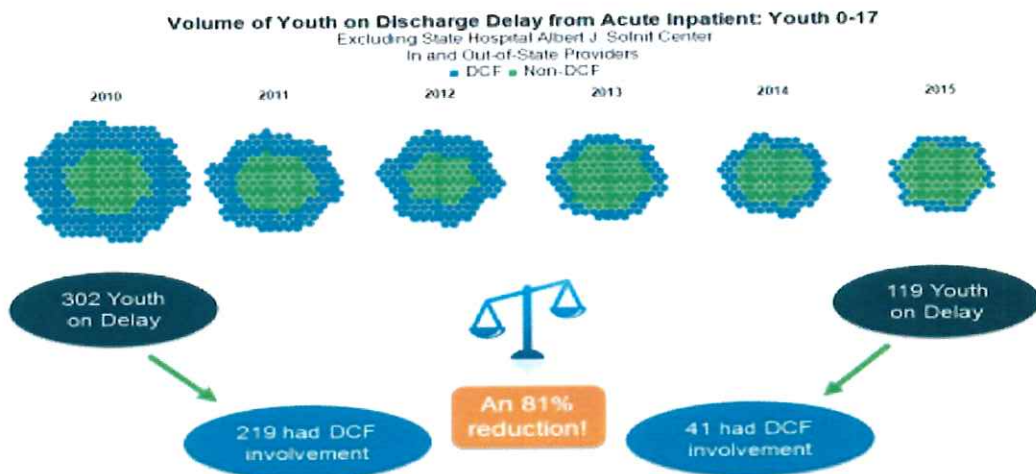 Volume of Youth on Discharge Delay from Acute Inpatient: Youth 0-17
Excluding State Hospital Albert J. Solnit Center
In and Out-of-State Providers
DCF Non-DCF
2010 2011 2012 2013 2014 2015
302 Youth
on Delay
119 Youth
on Delay
An 81%
reduction!
219 had DCF
involvement
41 had DCF
involvement